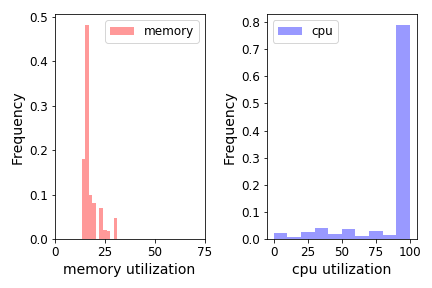 Frequency
0.5
0.4
0.3
0.2
0.1
0.0
memory
0 25 50 75
memory utilization
Frequency
0.8
0.7
0.6
0.5
0.4
0.3
0.2
0.1
0.0
cpu
0 25 50 75 100
cpu utilization